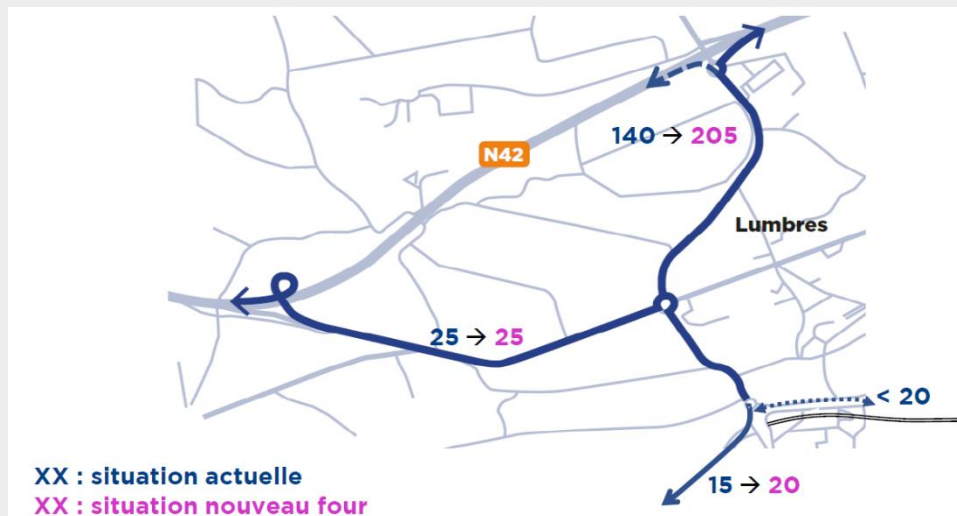 140 → 205
N42
Lumbres
25 → 25
< 20
15 → 20
XX : situation actuelle
XX : situation nouveau four